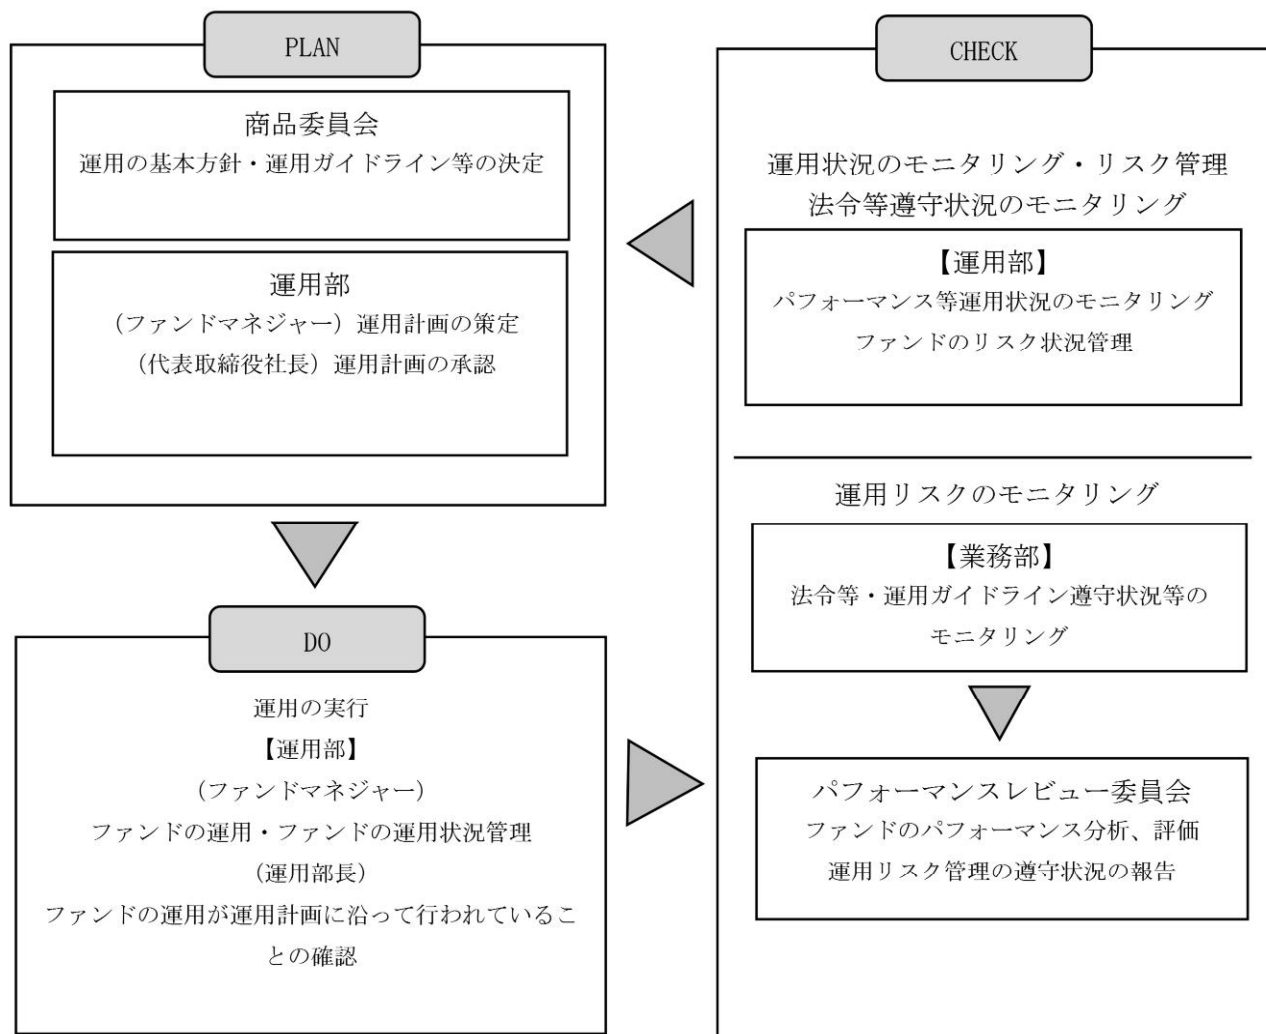 PLAN
商品委員会
運用の基本方針・運用ガイドライン等の決定
運用部
（ファンドマネジャー）運用計画の策定
（代表取締役社長）運用計画の承認
DO
運用の実行
【運用部】
（ファンドマネジャー）
ファンドの運用・ファンドの運用状況管理
（運用部長）
ファンドの運用が運用計画に沿って行われているこ
との確認
CHECK
運用状況のモニタリング・リスク管理
法令等遵守状況のモニタリング
【運用部】
パフォーマンス等運用状況のモニタリング
ファンドのリスク状況管理
運用リスクのモニタリング
【業務部】
法令等・運用ガイドライン遵守状況等の
モニタリング
パフォーマンスレビュー委員会
ファンドのパフォーマンス分析、評価
運用リスク管理の遵守状況の報告